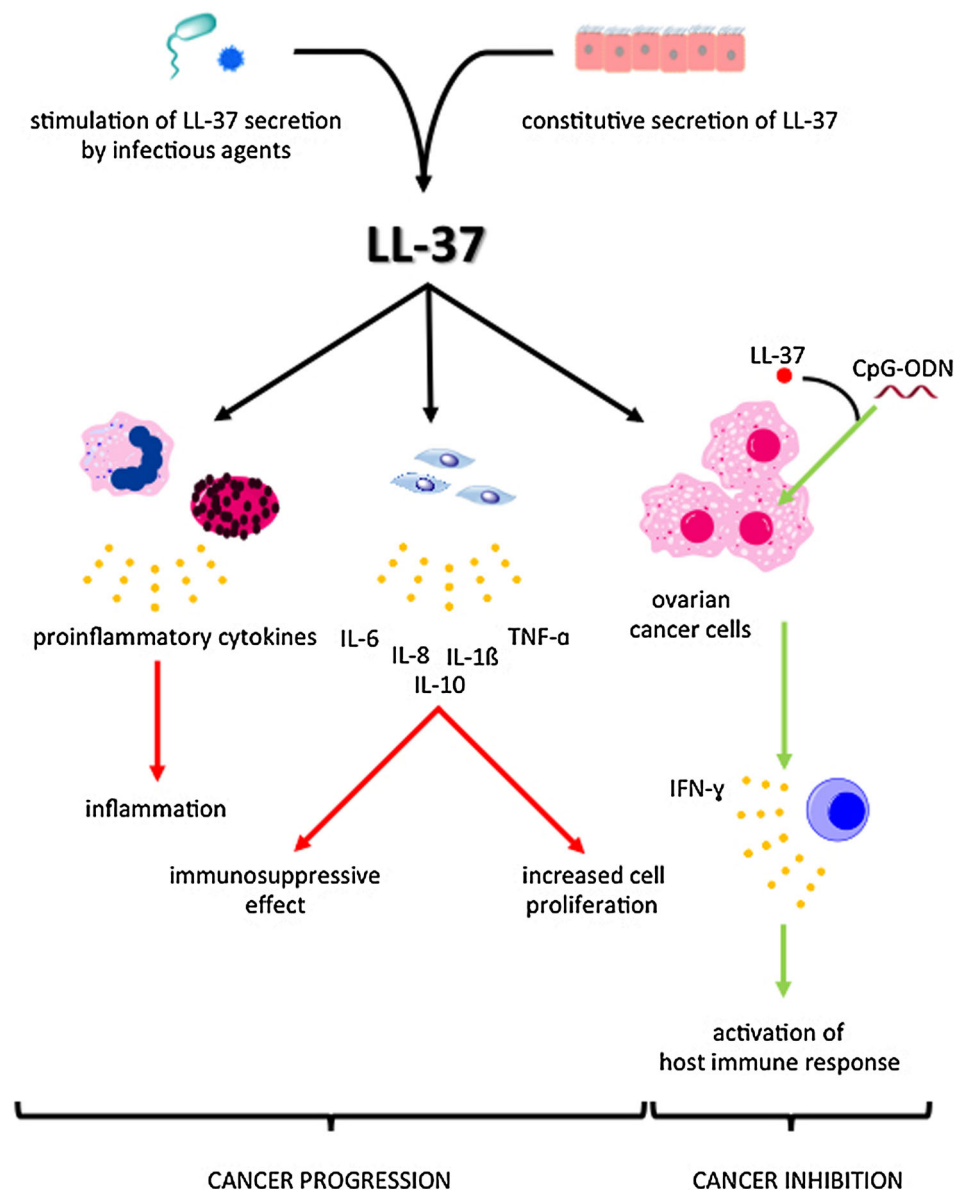 stimulation of LL-37 secretion
by infectious agents
constitutive secretion of LL-37
LL-37
LL-37
CpG-ODN
ovarian
cancer cells
proinflammatory cytokines
IL-6
TNF-α
IL-8
IL-1ß
IL-10
IFN-ɣ
inflammation
immunosuppressive
effect
increased cell
proliferation
activation of
host immune response
CANCER PROGRESSION
CANCER INHIBITION